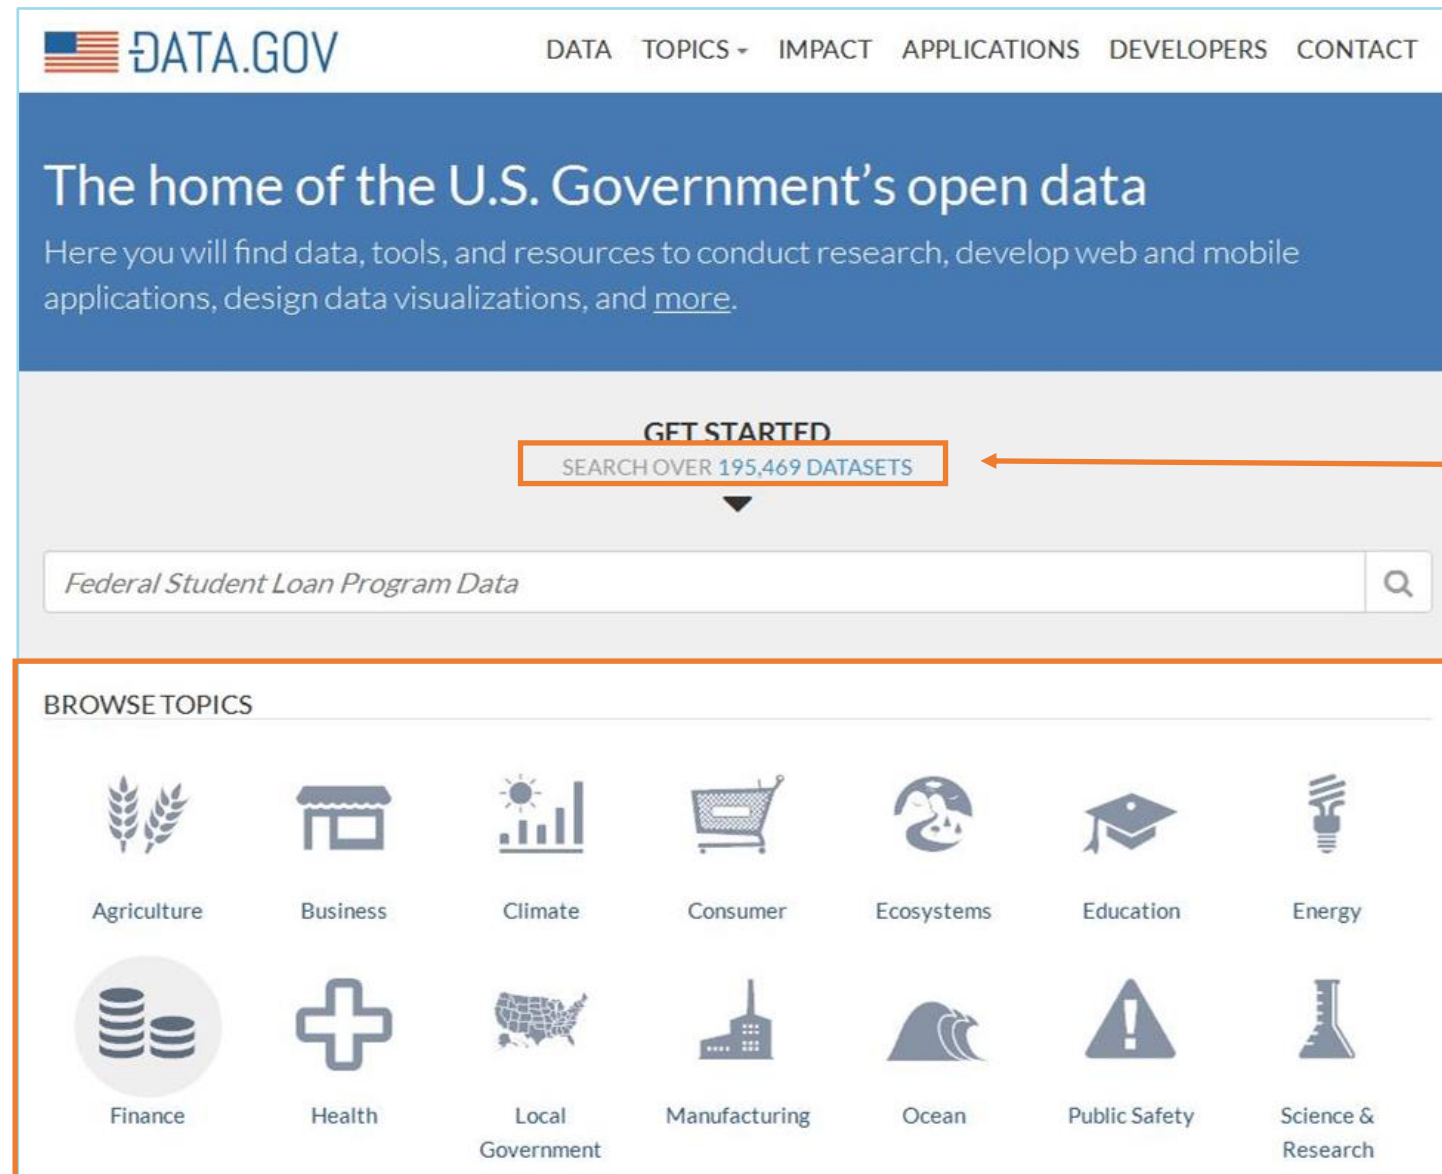 DATA.GOV
DATA TOPICS IMPACT APPLICATIONS DEVELOPERS CONTACT
The home of the U.S. Government’s open data
Here you will find data, tools, and resources to conduct research, develop web and mobile
applications, design data visualizations, and more.
GET STARTED
SEARCH OVER 195,469 DATASETS
Federal Student Loan Program Data
BROWSE TOPICS
Agriculture Business Climate Consumer Ecosystems Education Energy
Finance Health Local Manufacturing Ocean Public Safety Science &
Government Research